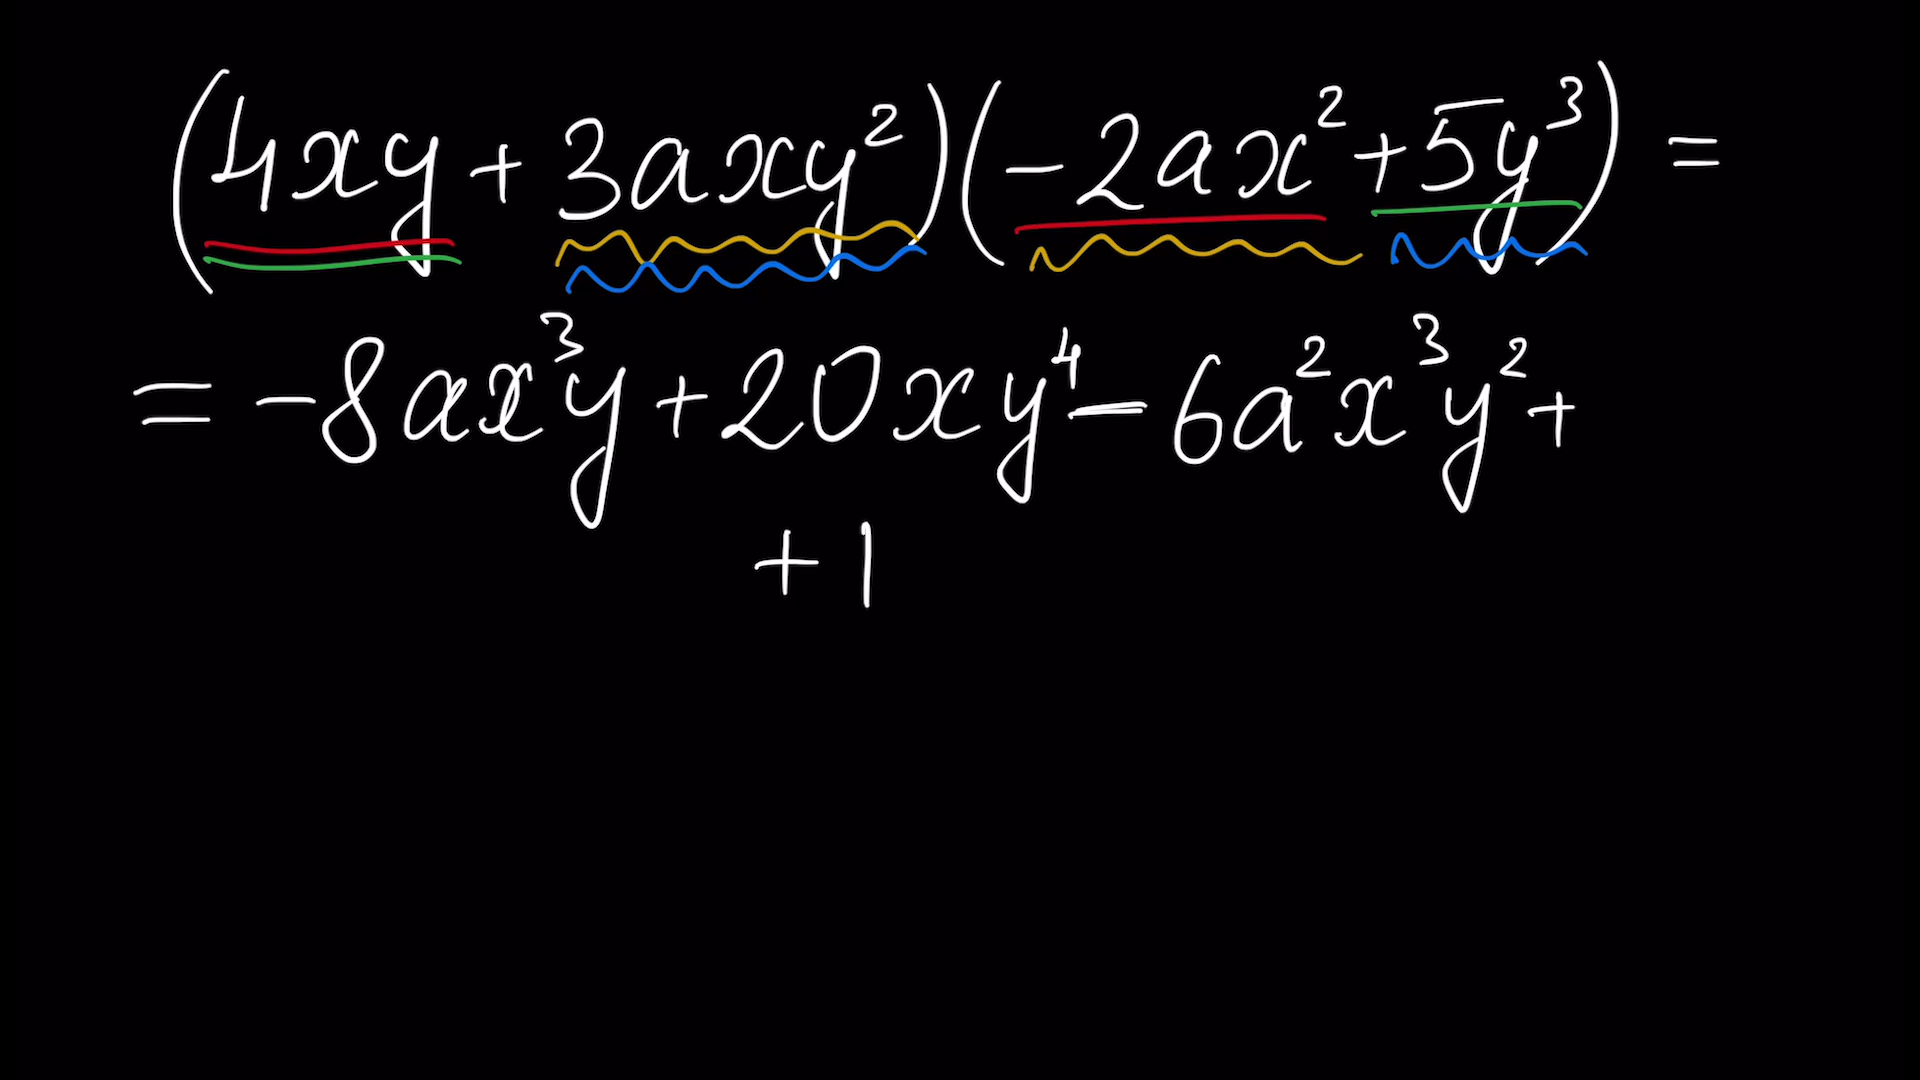 (4xy + 3axy²)(-2ax² + 5y³) =
= -8ax³y + 20xy⁴ - 6a²x³y² +
+ 1